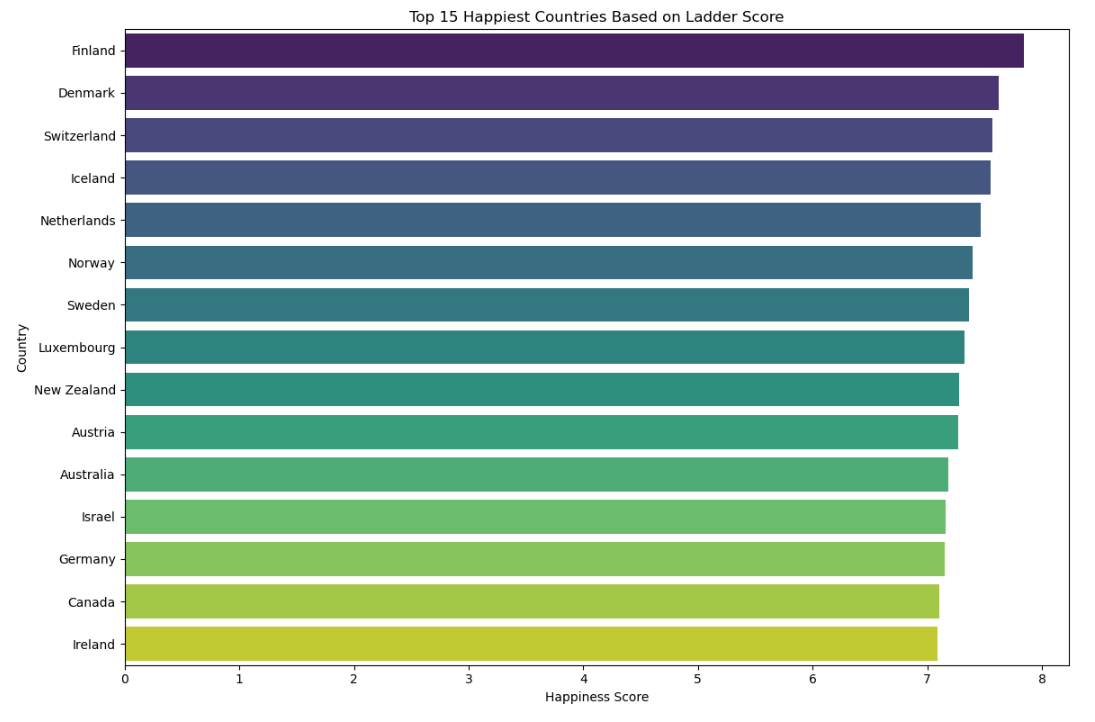 Top 15 Happiest Countries Based on Ladder Score
Country
Finland
Denmark
Switzerland
Iceland
Netherlands
Norway
Sweden
Luxembourg
New Zealand
Austria
Australia
Israel
Germany
Canada
Ireland
0 1 2 3 4 5 6 7 8
Happiness Score